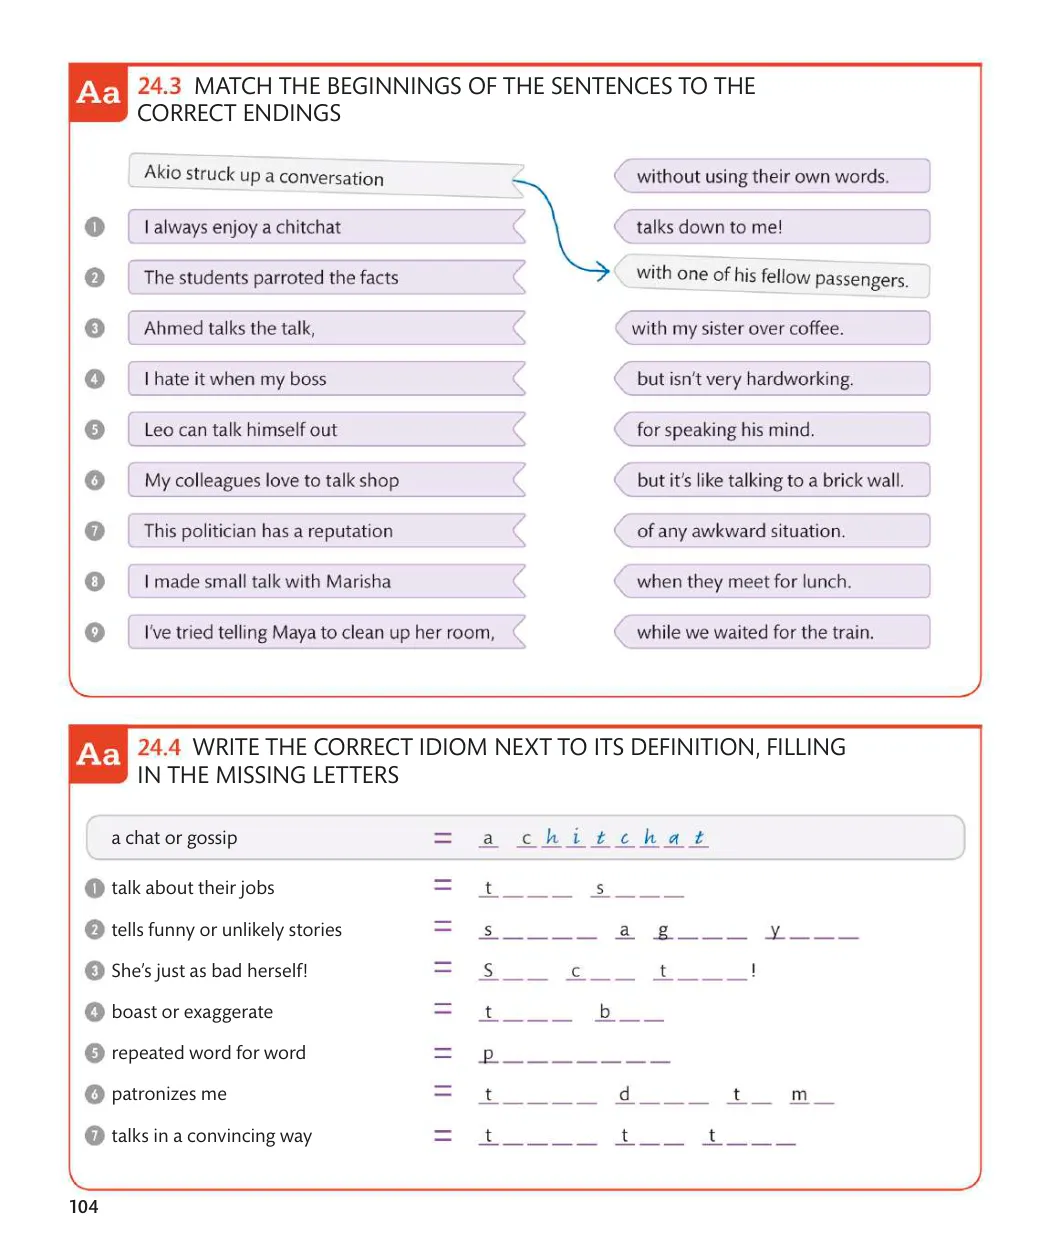 Aa 24.3 MATCH THE BEGINNINGS OF THE SENTENCES TO THE
CORRECT ENDINGS
Akio struck up a conversation
without using their own words.
1 I always enjoy a chitchat
talks down to me!
2 The students parroted the facts
with one of his fellow passengers.
3 Ahmed talks the talk,
with my sister over coffee.
4 I hate it when my boss
but isn't very hardworking.
5 Leo can talk himself out
for speaking his mind.
6 My colleagues love to talk shop
but it's like talking to a brick wall.
7 This politician has a reputation
of any awkward situation.
8 I made small talk with Marisha
when they meet for lunch.
9 I've tried telling Maya to clean up her room,
while we waited for the train.
Aa 24.4 WRITE THE CORRECT IDIOM NEXT TO ITS DEFINITION, FILLING
IN THE MISSING LETTERS
a chat or gossip = a c h i t c h a t
1 talk about their jobs = t _ _ _ s _ _ _
2 tells funny or unlikely stories = s _ _ _ _ a g _ _ _ y _ _ _
3 She's just as bad herself! = S _ _ c _ _ t _ _ _ !
4 boast or exaggerate = t _ _ _ b _ _
5 repeated word for word = p _ _ _ _ _ _ _
6 patronizes me = t _ _ _ _ d _ _ _ t _ m _
7 talks in a convincing way = t _ _ _ _ t _ _ t _ _ _
104